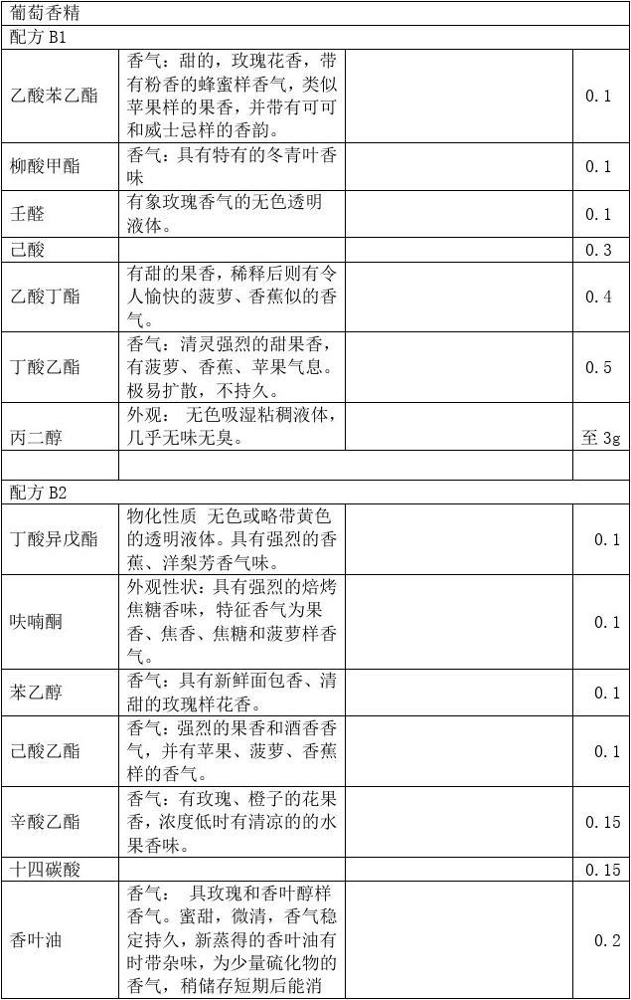 葡萄香精
配方 B1
乙酸苯乙酯
香气：甜的，玫瑰花香，带
有粉香的蜂蜜样香气，类似
苹果样的果香，并带有可可
和威士忌样的香韵。
0.1
柳酸甲酯
香气：具有特有的冬青叶香
味
0.1
壬醛
有象玫瑰香气的无色透明
液体。
0.1
己酸
0.3
乙酸丁酯
有甜的果香，稀释后则有令
人愉快的菠萝、香蕉似的香
气。
0.4
丁酸乙酯
香气：清灵强烈的甜果香，
有菠萝、香蕉、苹果气息。
极易扩散，不持久。
0.5
丙二醇
外观： 无色吸湿粘稠液体，
几乎无味无臭。
至 3g
配方 B2
丁酸异戊酯
物化性质 无色或略带黄色
的透明液体。具有强烈的香
蕉、洋梨芳香气味。
0.1
呋喃酮
外观性状：具有强烈的焙烤
焦糖香味，特征香气为果
香、焦香、焦糖和菠萝样香
气。
0.1
苯乙醇
香气：具有新鲜面包香、清
甜的玫瑰样花香。
0.1
己酸乙酯
香气：强烈的果香和酒香香
气，并有苹果、菠萝、香蕉
样的香气。
0.1
辛酸乙酯
香气：有玫瑰、橙子的花果
香，浓度低时有清凉的的水
果香味。
0.15
十四碳酸
0.15
香叶油
香气： 具玫瑰和香叶醇样
香气。蜜甜，微清，香气稳
定持久，新蒸得的香叶油有
时带杂味，为少量硫化物的
香气，稍储存短期后能消
0.2